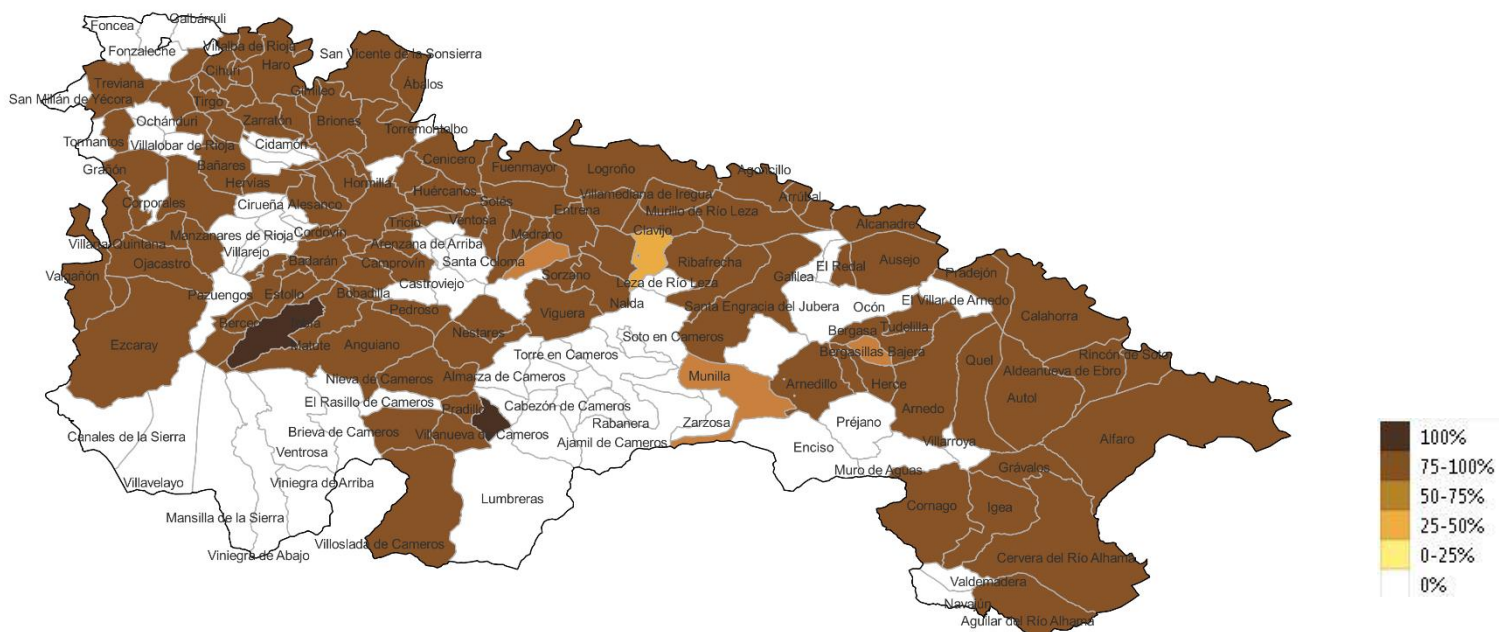 Galbárruli
Foncea
Fonzaleche
Villalba de Rioja
San Vicente de la Sonsierra
Cihuri
Haro
Treviana
Ábalos
Gimileo
San Millán de Yécora
Tirgo
Ochánduri
Zarratón
Briones
Torremontalbo
Tormantos
Villalobar de Rioja
Cidamón
Grañón
Bañares
Cenicero
Fuenmayor
Logroño
Agoncillo
Hervías
Hormilla
Huércanos
Villamediana de Iregua
Arrúbal
Corporales
Cirueña
Alesanco
Sotés
Entrena
Murillo de Río Leza
Tricio
Ventosa
Alcanadre
Manzanares de Rioja
Cordovín
Medrano
Clavijo
Villarta-Quintana
Arenzana de Arriba
Villarejo
Ojacastro
Badarán
Camprovín
Santa Coloma
Ribafrecha
Ausejo
El Redal
Valgañón
Sorzano
Galilea
Pradejón
Castroviejo
Leza de Río Leza
Pazuengos
Estollo
Bobadilla
Nalda
Santa Engracia del Jubera
Ocón
El Villar de Arnedo
Pedroso
Viguera
Calahorra
Berceo
Nestares
Bergasa
Tudelilla
Soto en Cameros
Ezcaray
Matute
Anguiano
Bergasillas Bajera
Torre en Cameros
Quel
Rincón de Soto
Aldeanueva de Ebro
Nieva de Cameros
Almarza de Cameros
Munilla
Arnedillo
Herce
Autol
El Rasillo de Cameros
Pradillo
Cabezón de Cameros
Arnedo
Rabanera
Zarzosa
Préjano
Brieva de Cameros
Villanueva de Cameros
Canales de la Sierra
Ajamil de Cameros
Enciso
Villarroya
Alfaro
Ventrosa
Muro de Aguas
Grávalos
Villavelayo
Viniegra de Arriba
Lumbreras
Cornago
Igea
Mansilla de la Sierra
Villoslada de Cameros
Viniegra de Abajo
Cervera del Río Alhama
Valdemadera
Navajún
Aguilar del Río Alhama
100%
75-100%
50-75%
25-50%
0-25%
0%